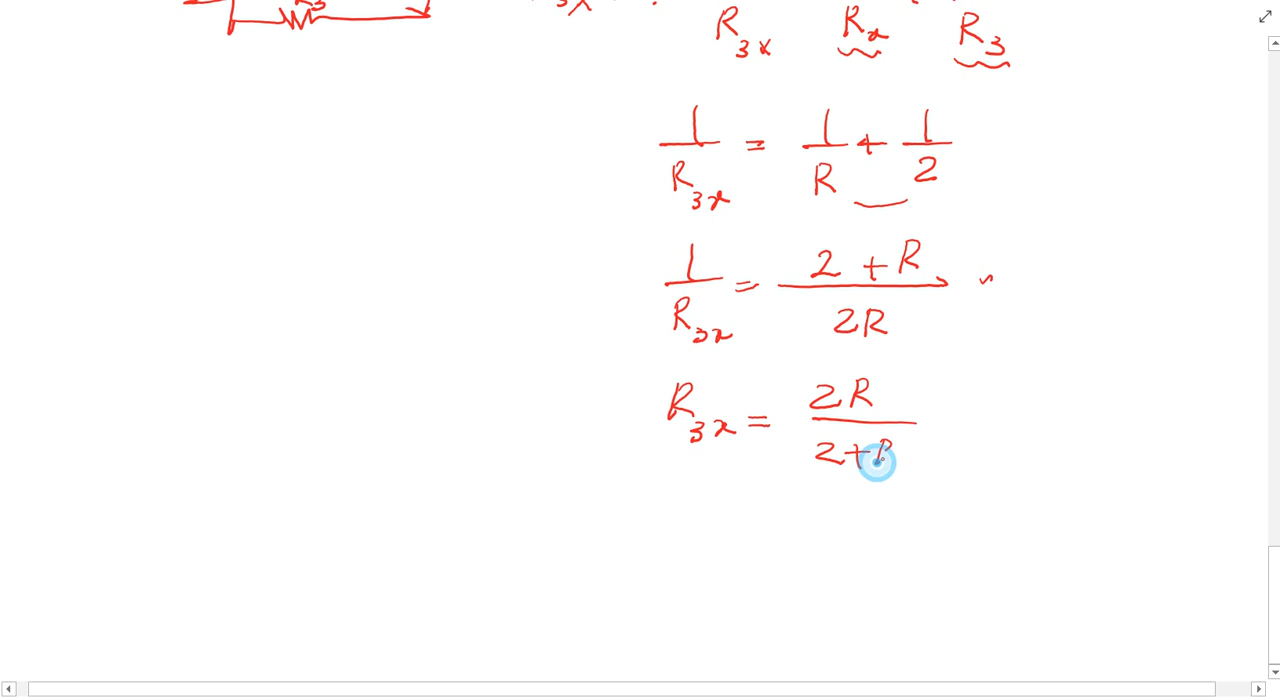 R3x Rx R3
1/R3x = 1/R + 1/2
1/R3x = 2 + R / 2R
R3x = 2R / 2+R